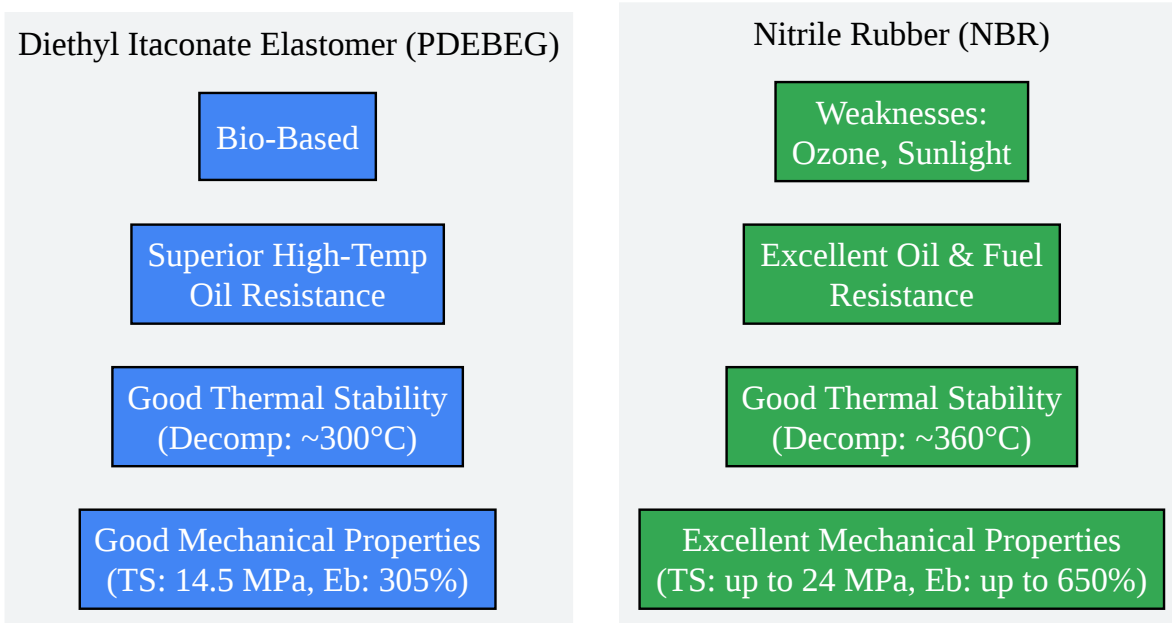 Diethyl Itaconate Elastomer (PDEBEG)
Bio-Based
Superior High-Temp
Oil Resistance
Good Thermal Stability
(Decomp: ~300°C)
Good Mechanical Properties
(TS: 14.5 MPa, Eb: 305%)
Nitrile Rubber (NBR)
Weaknesses:
Ozone, Sunlight
Excellent Oil & Fuel
Resistance
Good Thermal Stability
(Decomp: ~360°C)
Excellent Mechanical Properties
(TS: up to 24 MPa, Eb: up to 650%)